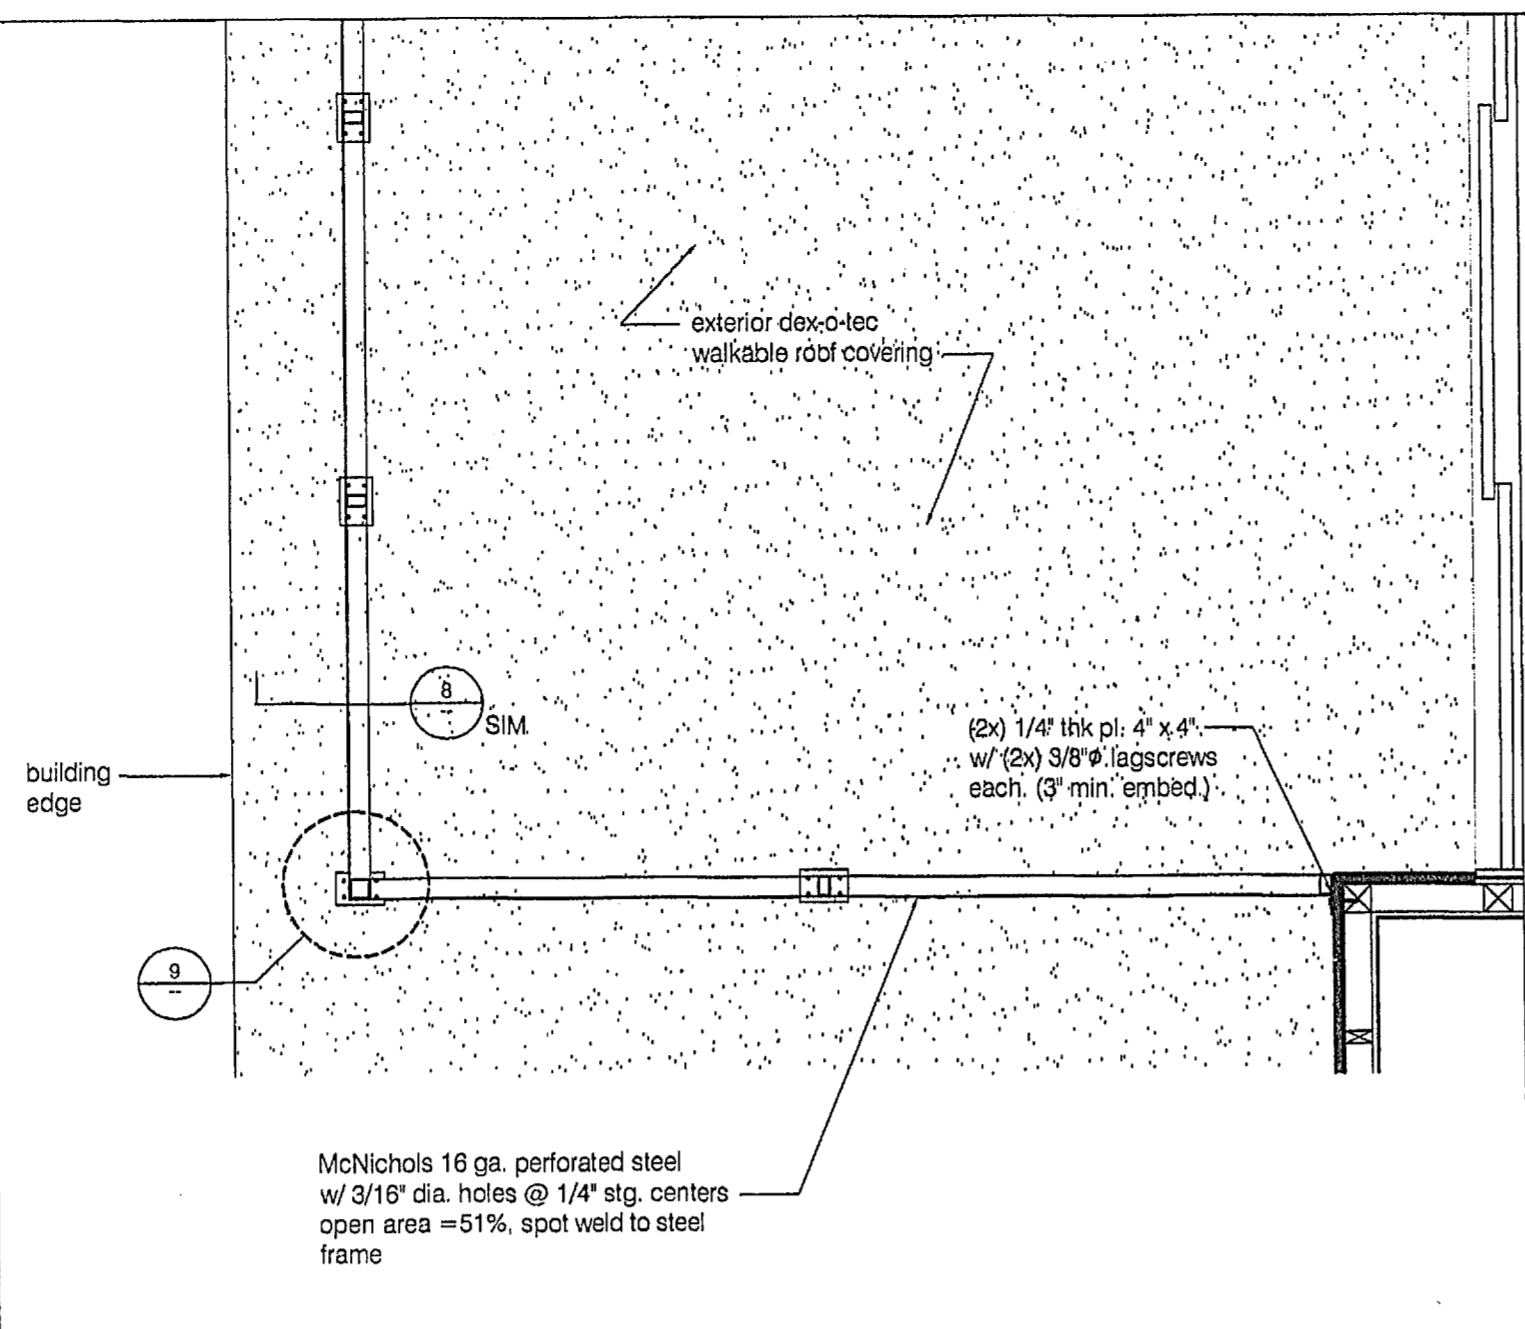 exterior dex-o-tec
walkable roof covering
8
--
SIM.
(2x) 1/4" thk pl. 4" x 4"
w/ (2x) 3/8"ø lagscrews
each. (3" min. embed.)
building
edge
9
--
McNichols 16 ga. perforated steel
w/ 3/16" dia. holes @ 1/4" stg. centers
open area =51%, spot weld to steel
frame